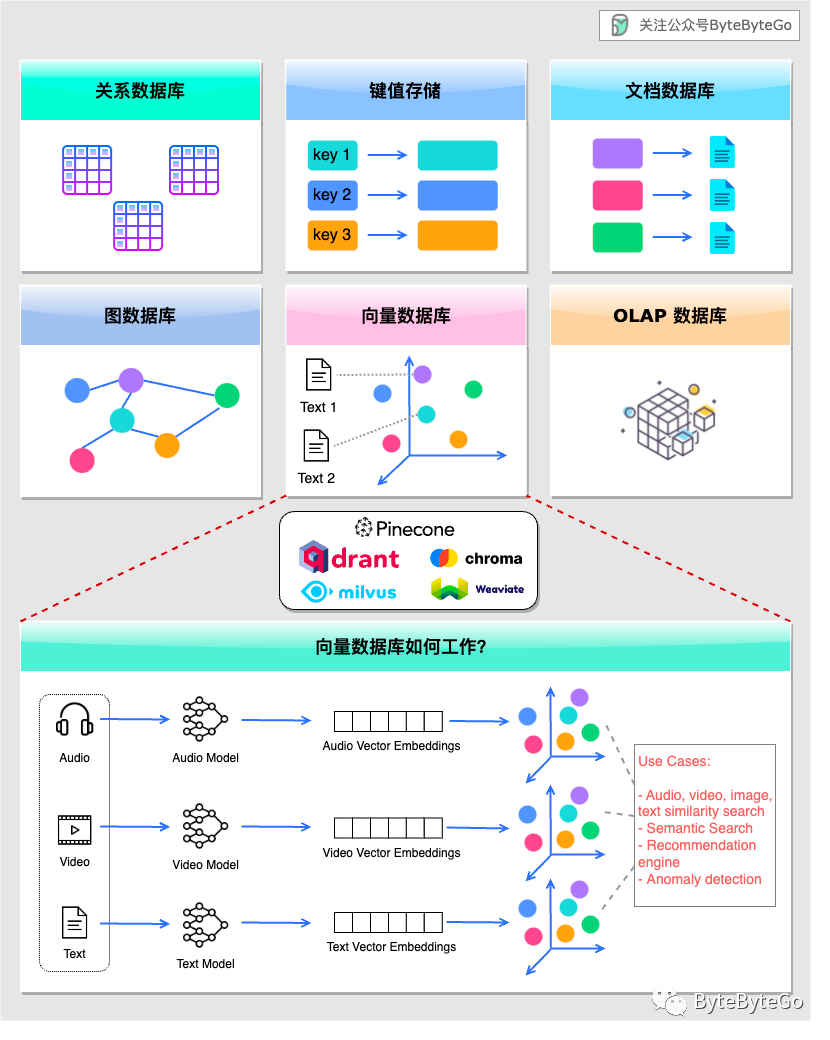 关注公众号ByteByteGo
关系数据库
键值存储
文档数据库
key 1
key 2
key 3
图数据库
向量数据库
OLAP 数据库
Text 1
Text 2
Pinecone
qdrant
chroma
milvus
Weaviate
向量数据库如何工作?
Audio
Audio Model
Audio Vector Embeddings
Video
Video Model
Video Vector Embeddings
Text
Text Model
Text Vector Embeddings
Use Cases:
- Audio, video, image,
text similarity search
- Semantic Search
- Recommendation
engine
- Anomaly detection
ByteByteGo